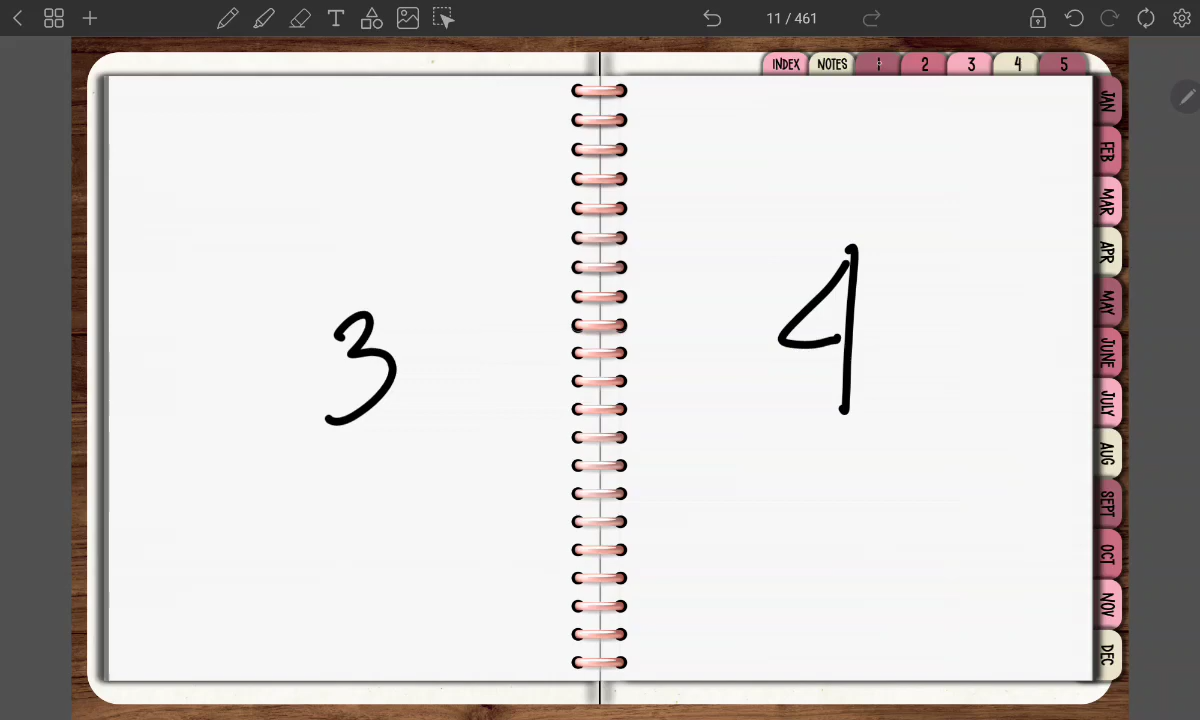 11 / 461
INDEX NOTES 1 2 3 4 5
3
4
JAN
FEB
MAR
APR
MAY
JUNE
JULY
AUG
SEPT
OCT
NOV
DEC